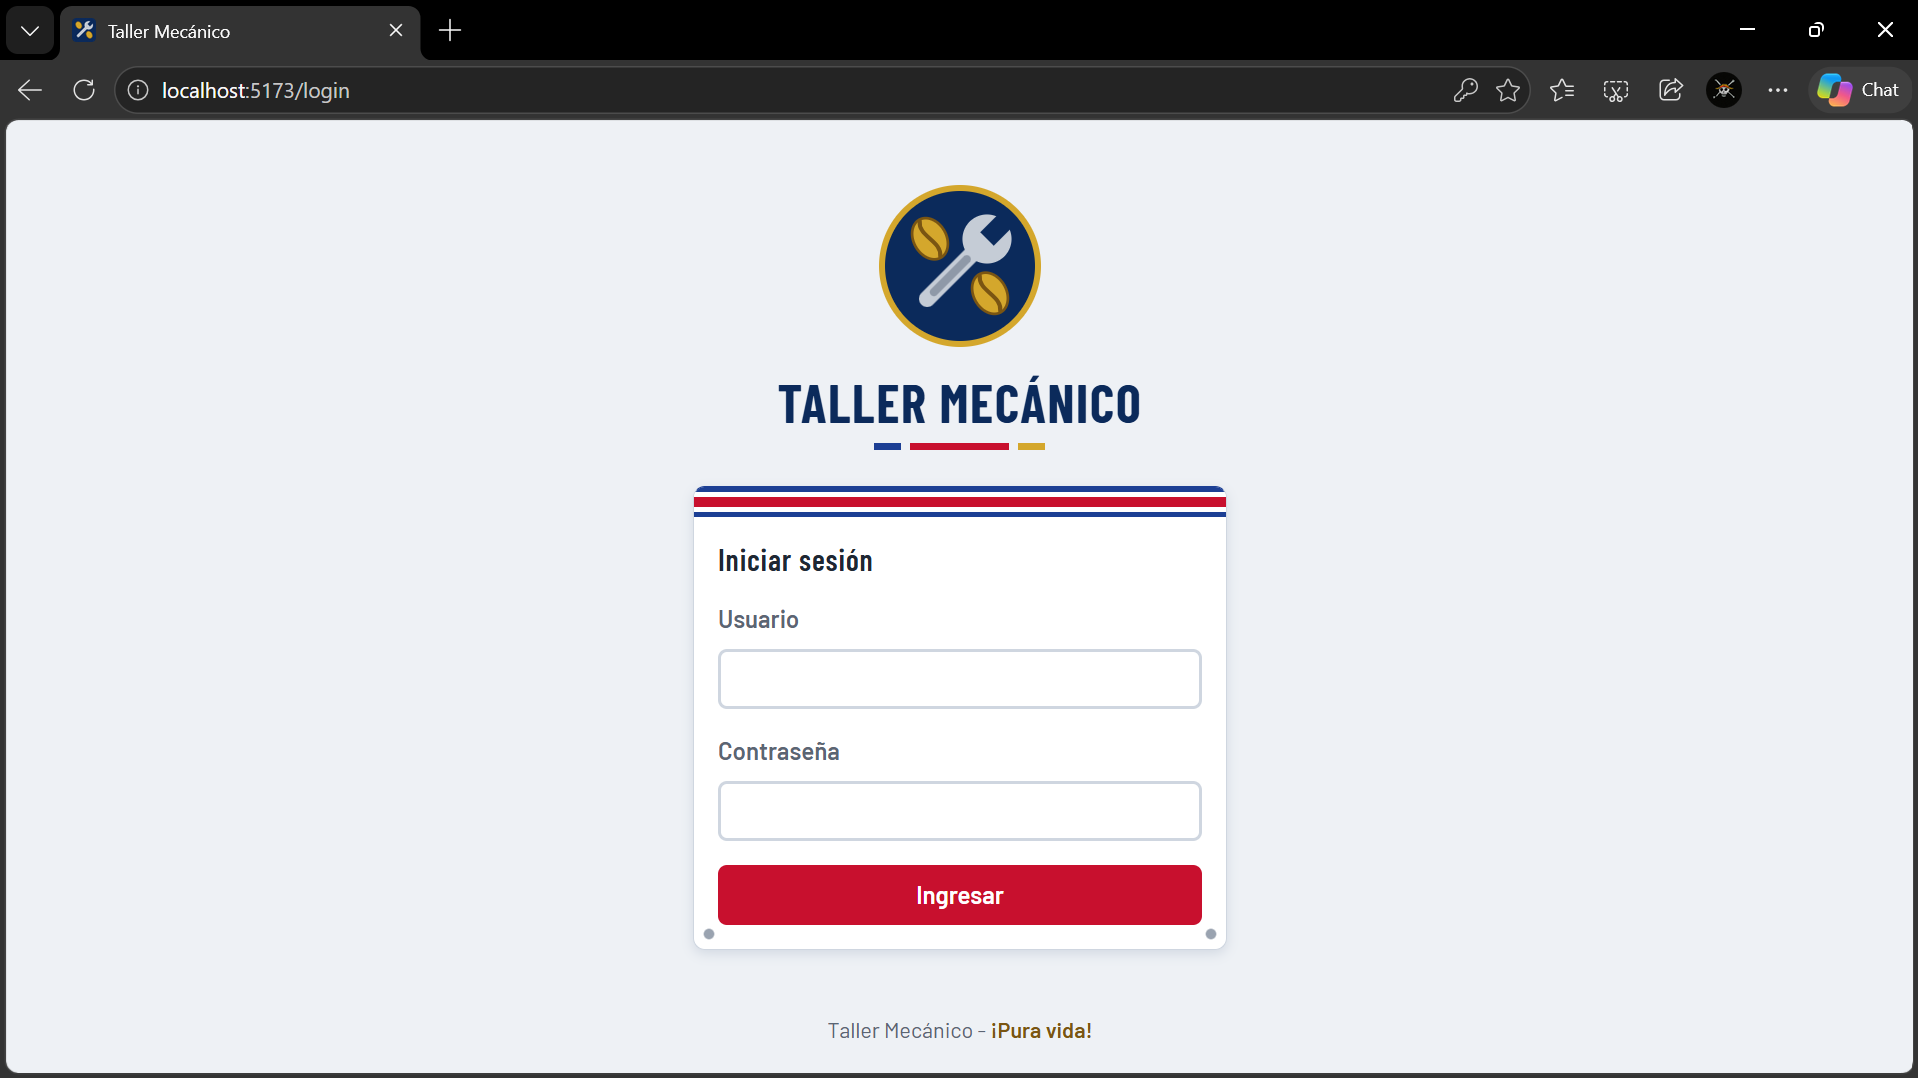 Taller Mecánico
localhost:5173/login
Chat
TALLER MECÁNICO
Iniciar sesión
Usuario
Contraseña
Ingresar
Taller Mecánico - ¡Pura vida!